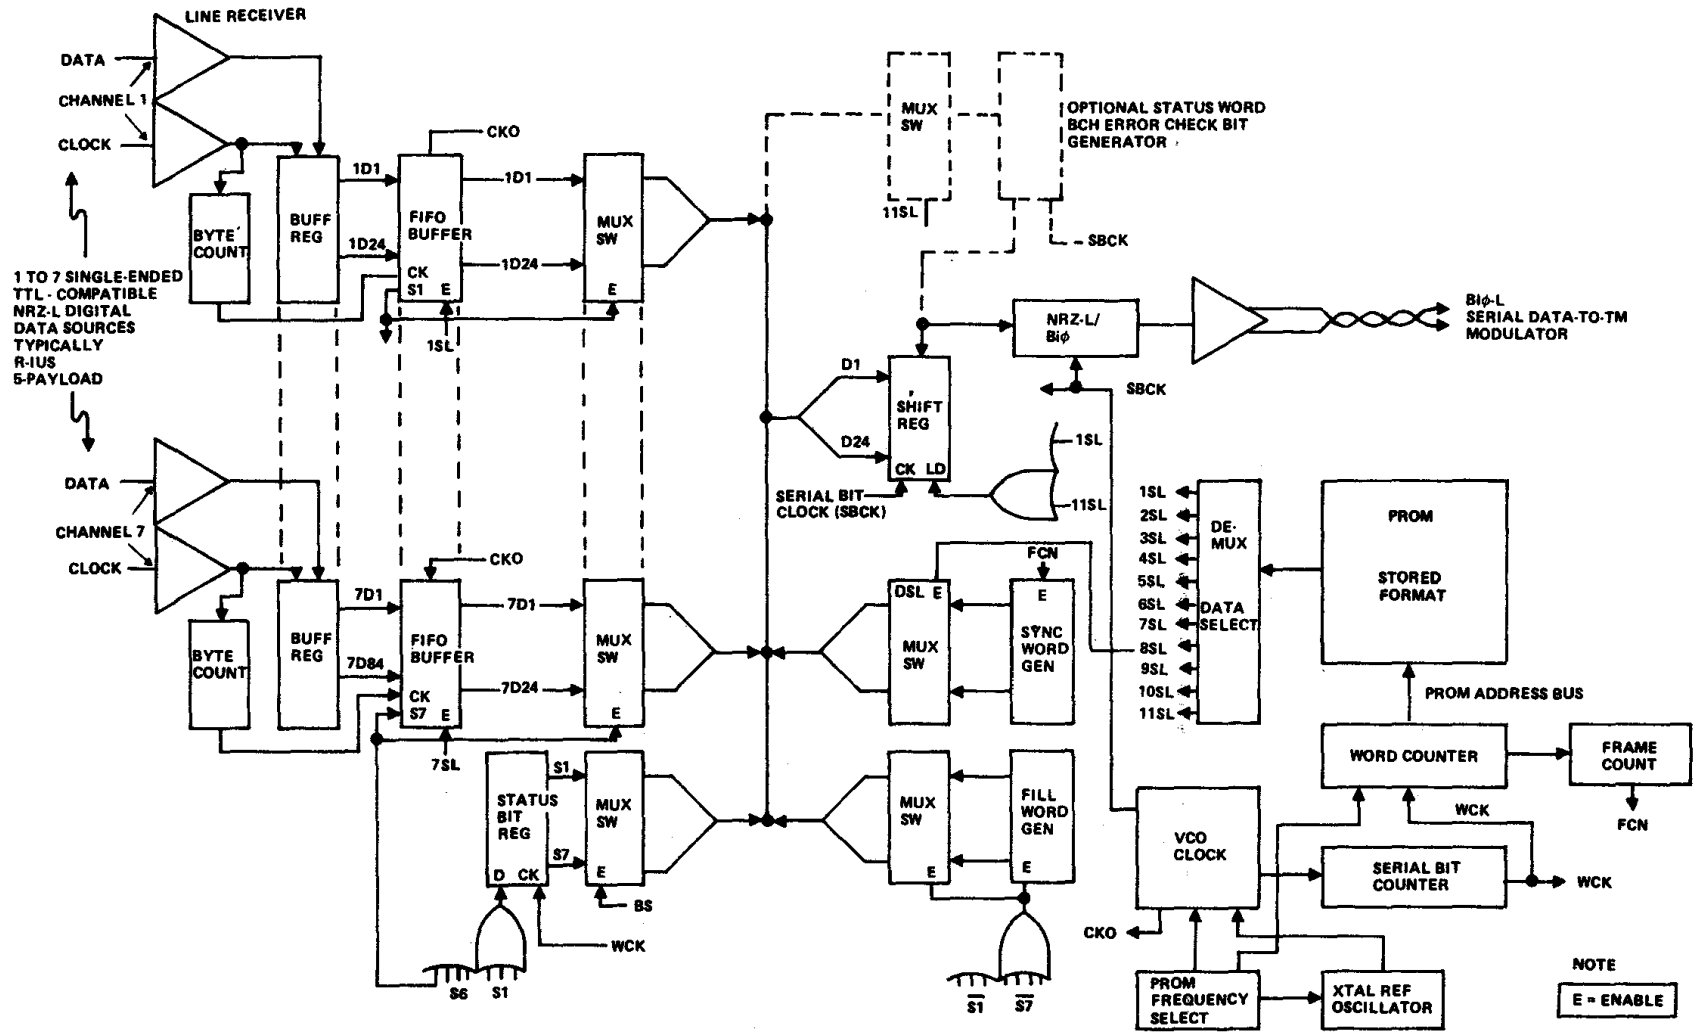 LINE RECEIVER
DATA
CHANNEL 1
CLOCK
1 TO 7 SINGLE-ENDED
TTL - COMPATIBLE
NRZ-L DIGITAL
DATA SOURCES
TYPICALLY
R-IUS
5-PAYLOAD
BYTE
COUNT
BUFF
REG
1D1
1D24
CKO
FIFO
BUFFER
CK
S1 E
1SL
1D1
1D24
MUX
SW
E
MUX
SW
11SL
OPTIONAL STATUS WORD
BCH ERROR CHECK BIT
GENERATOR
SBCK
NRZ-L/
Biφ
Biφ-L
SERIAL DATA-TO-TM
MODULATOR
SBCK
D1
D24
SHIFT
REG
CK LD
SERIAL BIT
CLOCK (SBCK)
1SL
11SL
DATA
CHANNEL 7
CLOCK
BYTE
COUNT
BUFF
REG
7D1
7D84
CKO
FIFO
BUFFER
CK
S7 E
7SL
7D1
7D24
MUX
SW
E
DSL E
MUX
SW
FCN
E
SYNC
WORD
GEN
1SL
2SL
3SL
4SL
5SL
6SL
7SL
8SL
9SL
10SL
11SL
DE-
MUX
DATA
SELECT
PROM
STORED
FORMAT
PROM ADDRESS BUS
WORD COUNTER
FRAME
COUNT
FCN
WCK
STATUS
BIT
REG
D CK
S1
S7
MUX
SW
E
BS
WCK
S6 S1
MUX
SW
E
FILL
WORD
GEN
E
S̅1̅ S̅7̅
VCO
CLOCK
CKO
SERIAL BIT
COUNTER
WCK
PROM
FREQUENCY
SELECT
XTAL REF
OSCILLATOR
NOTE
E = ENABLE